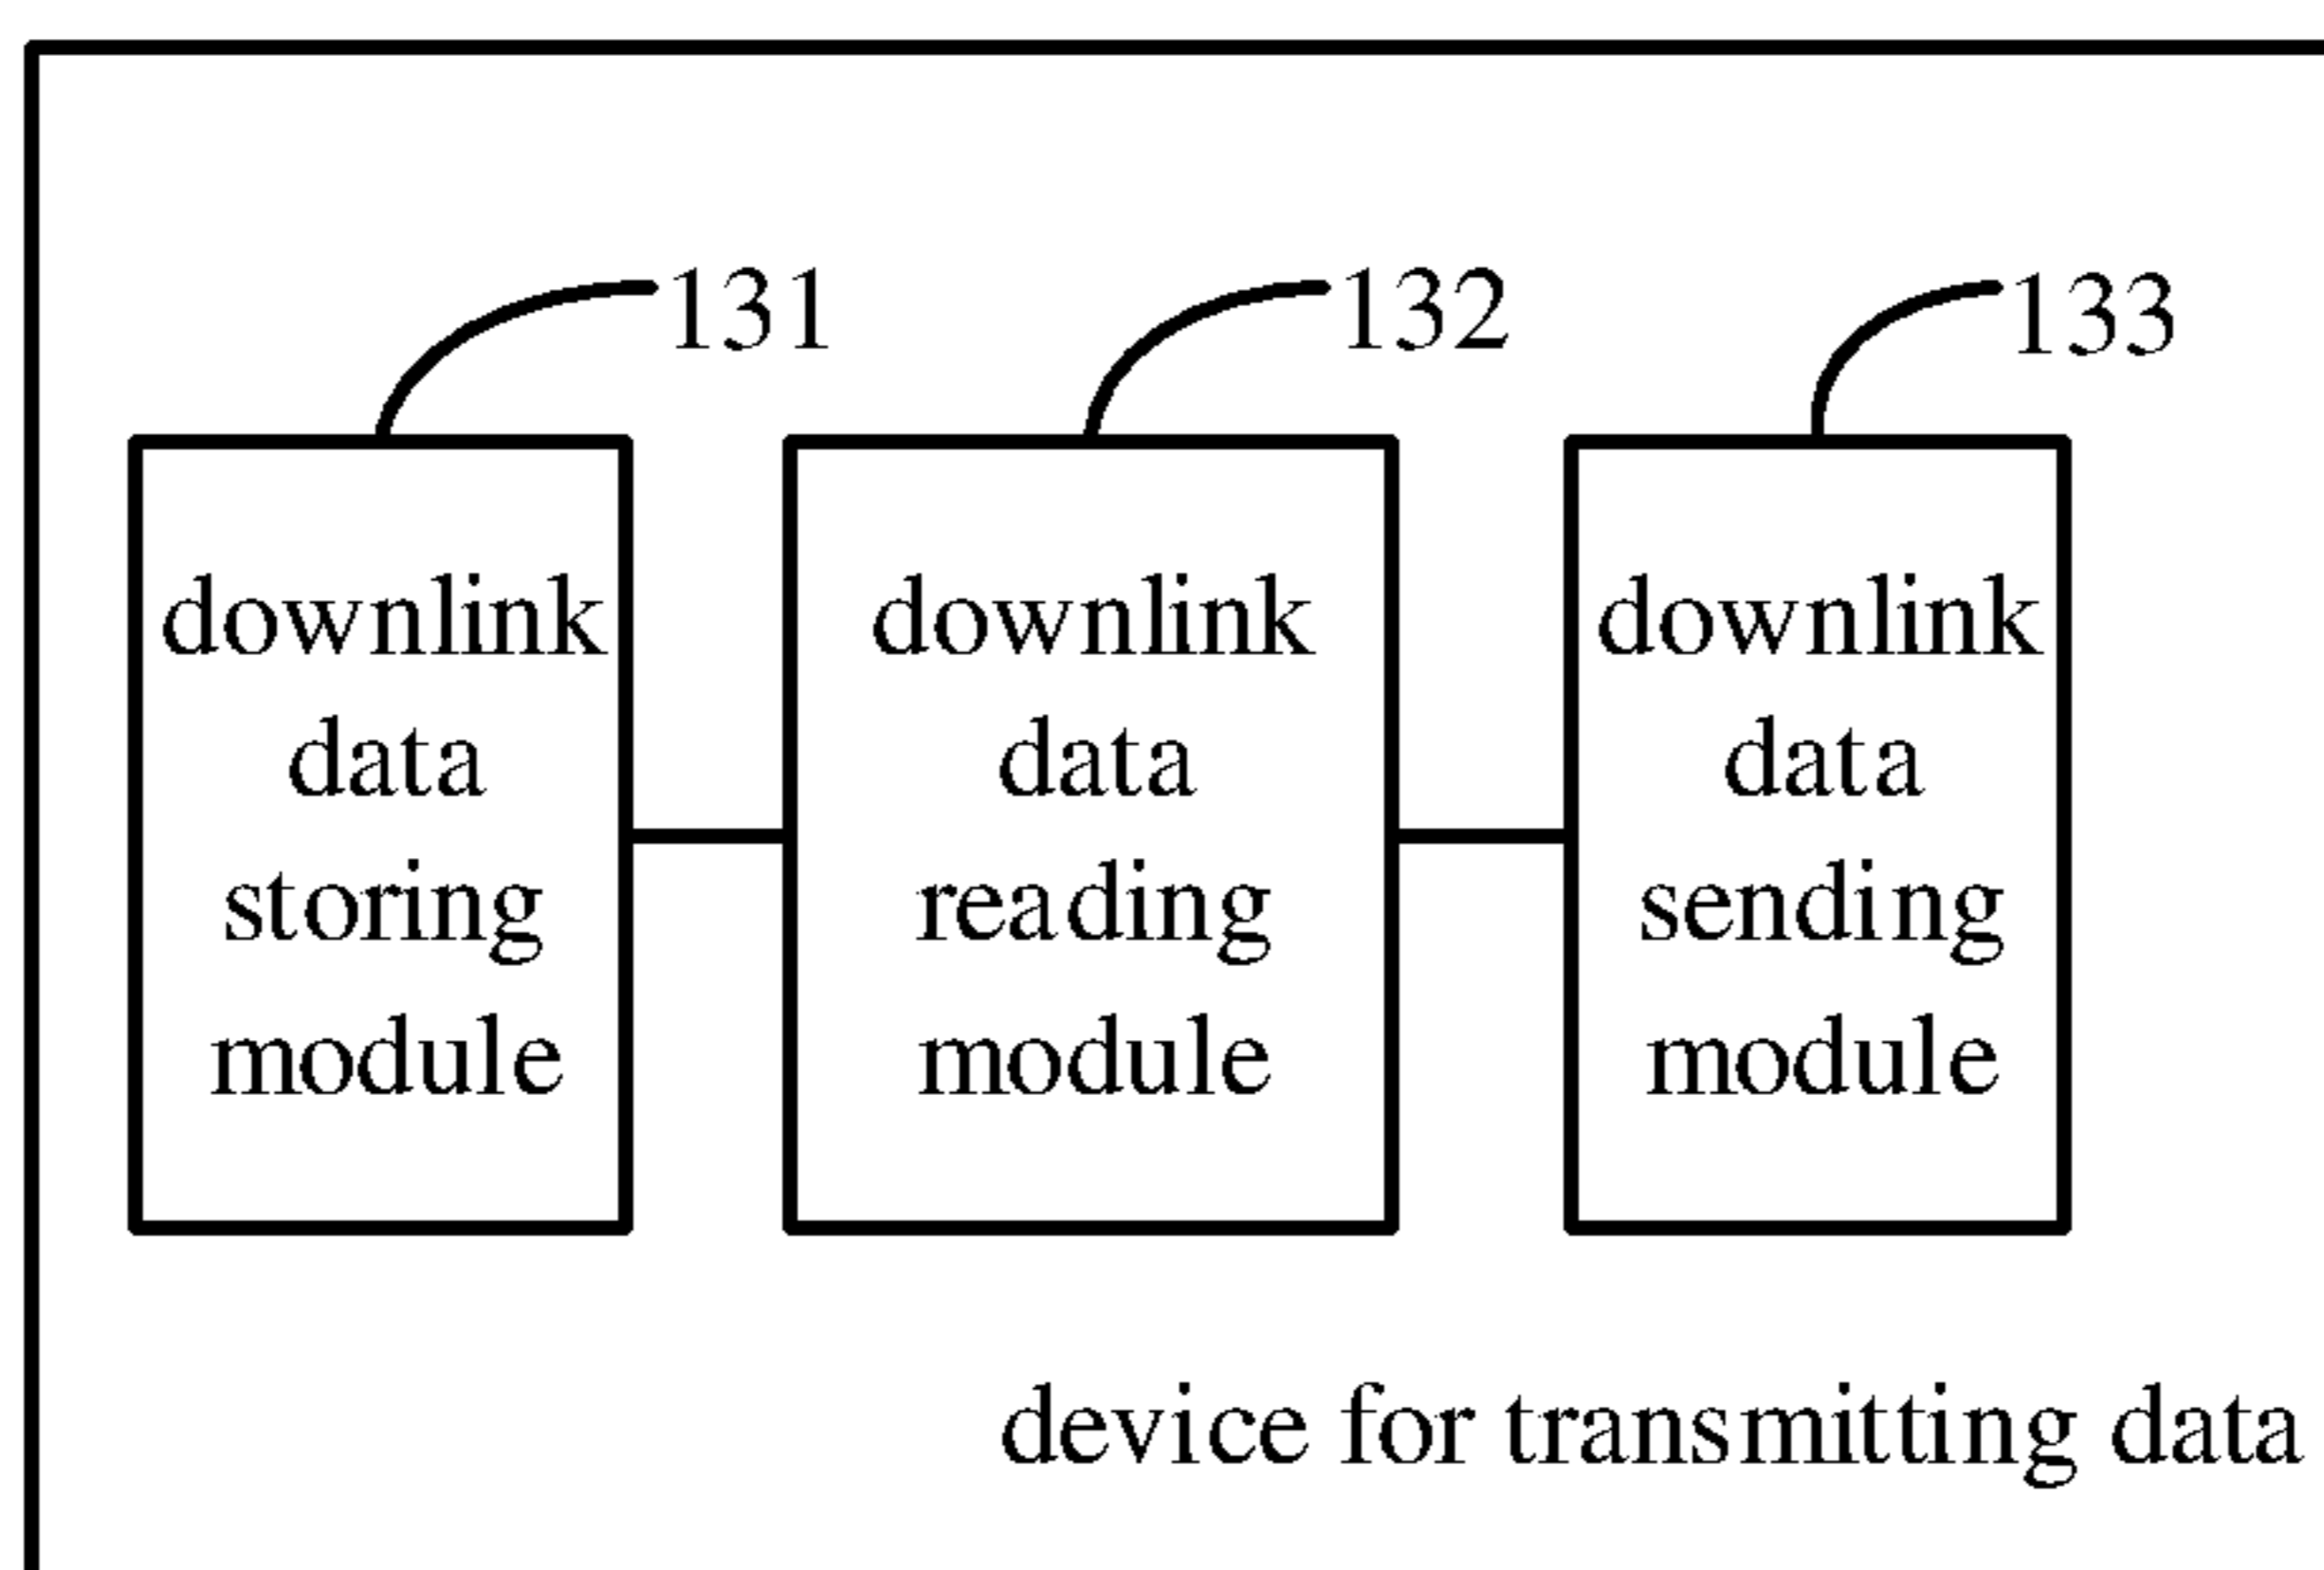 131
132
133
downlink
data
storing
module
downlink
data
reading
module
downlink
data
sending
module
device for transmitting data